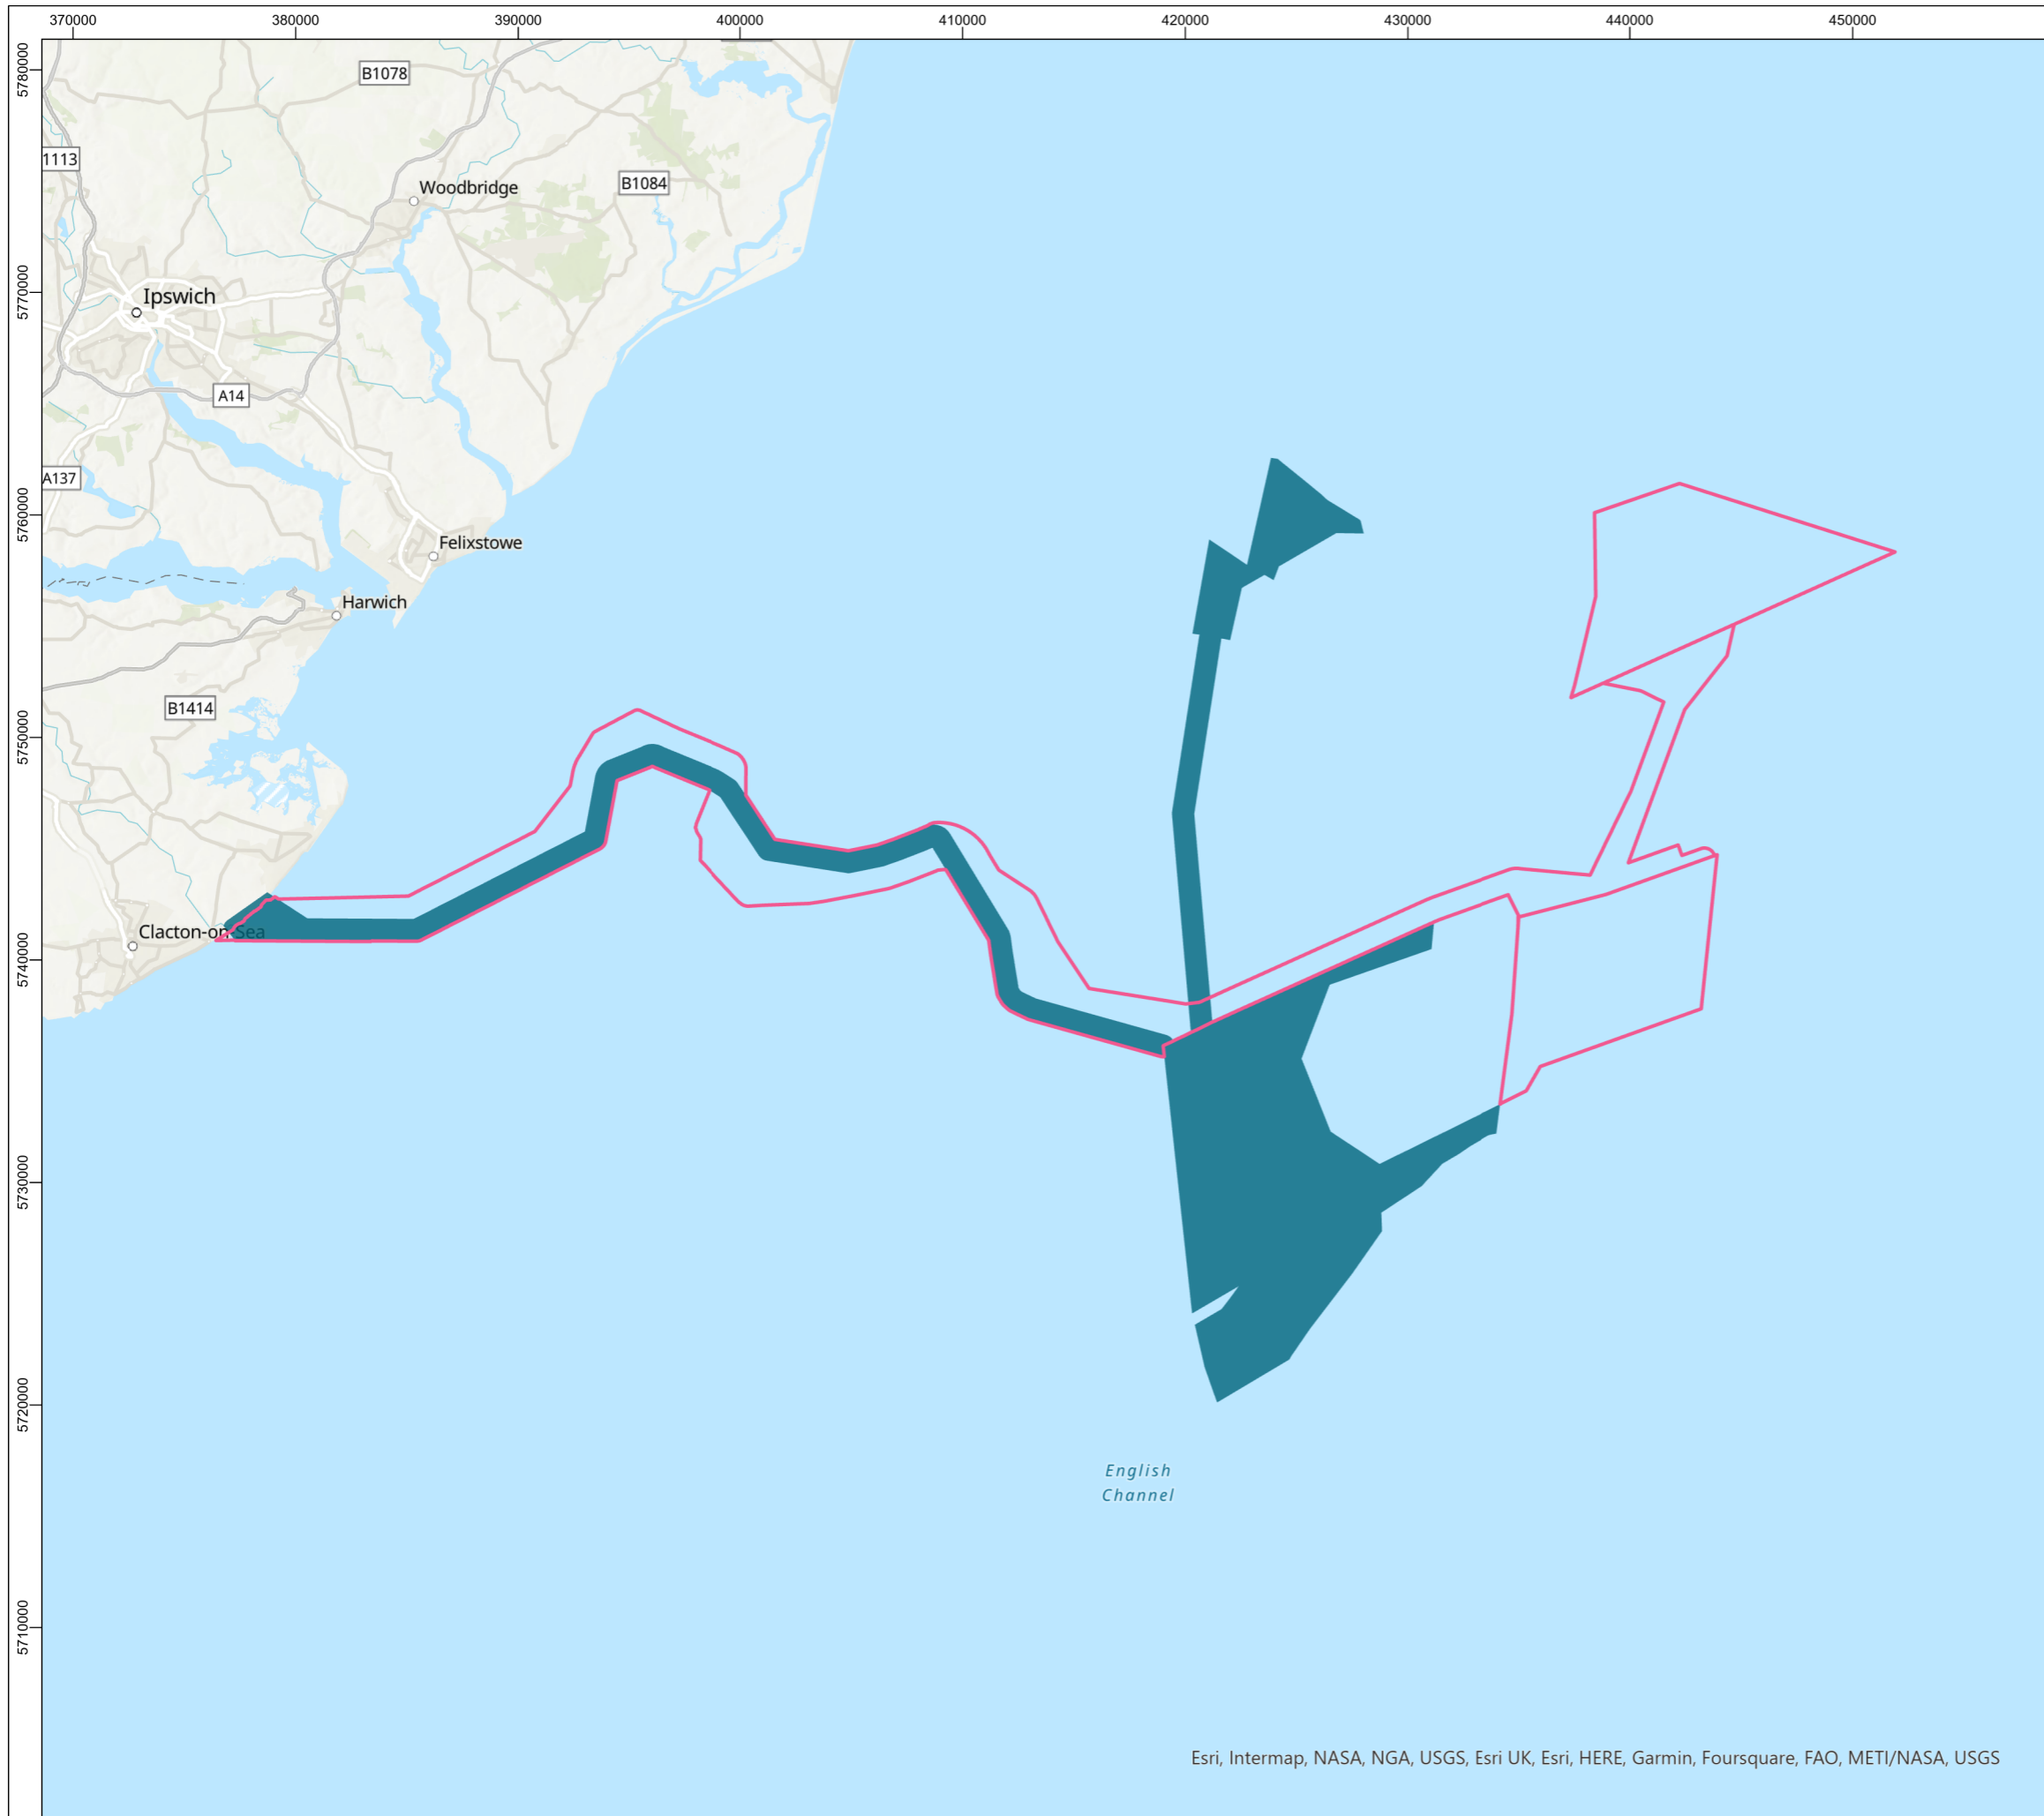 370000 380000 390000 400000 410000 420000 430000 440000 450000
5780000
B1078
1113
B1084
Woodbridge
5770000
Ipswich
A14
A137
5760000
Felixstowe
Harwich
B1414
5750000
Clacton-on-Sea
5740000
5730000
5720000
English
Channel
5710000
Esri, Intermap, NASA, NGA, USGS, Esri UK, Esri, HERE, Garmin, Foursquare, FAO, METI/NASA, USGS